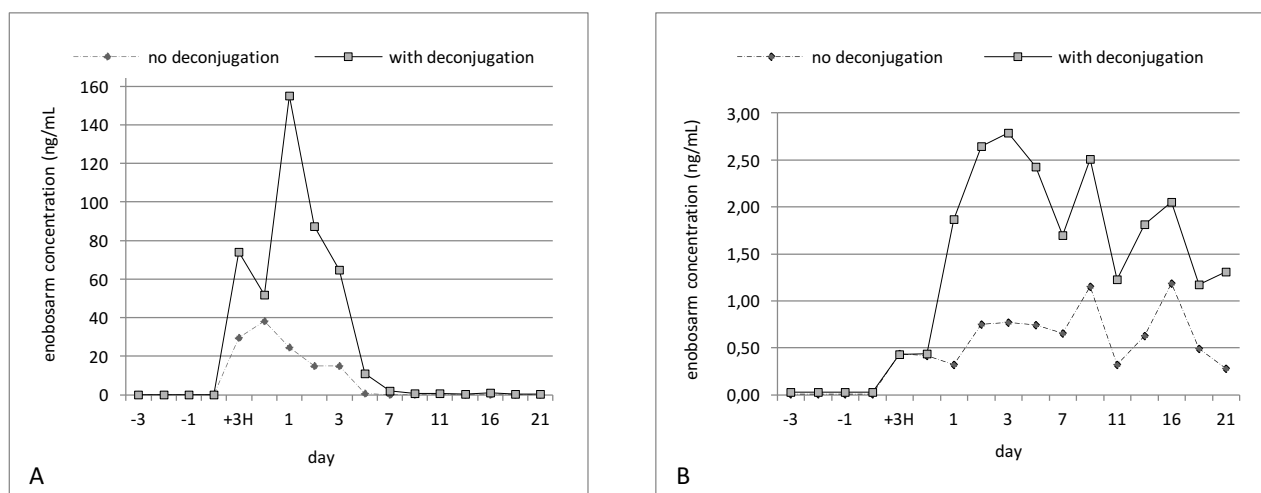 no deconjugation with deconjugation
enobosarm concentration (ng/mL)
160
140
120
100
80
60
40
20
0
-3 -1 +3H 1 3 7 11 16 21
day
A
no deconjugation with deconjugation
enobosarm concentration (ng/mL)
3,00
2,50
2,00
1,50
1,00
0,50
0,00
-3 -1 +3H 1 3 7 11 16 21
day
B